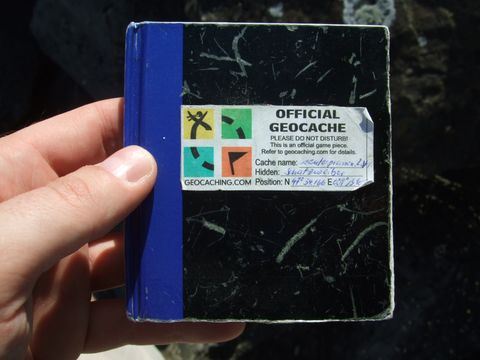 OFFICIAL
GEOCACHE
PLEASE DO NOT DISTURB!
This is an official game piece.
Refer to geocaching.com for details.
Cache name:
Hidden:
Position: N E
GEOCACHING.COM